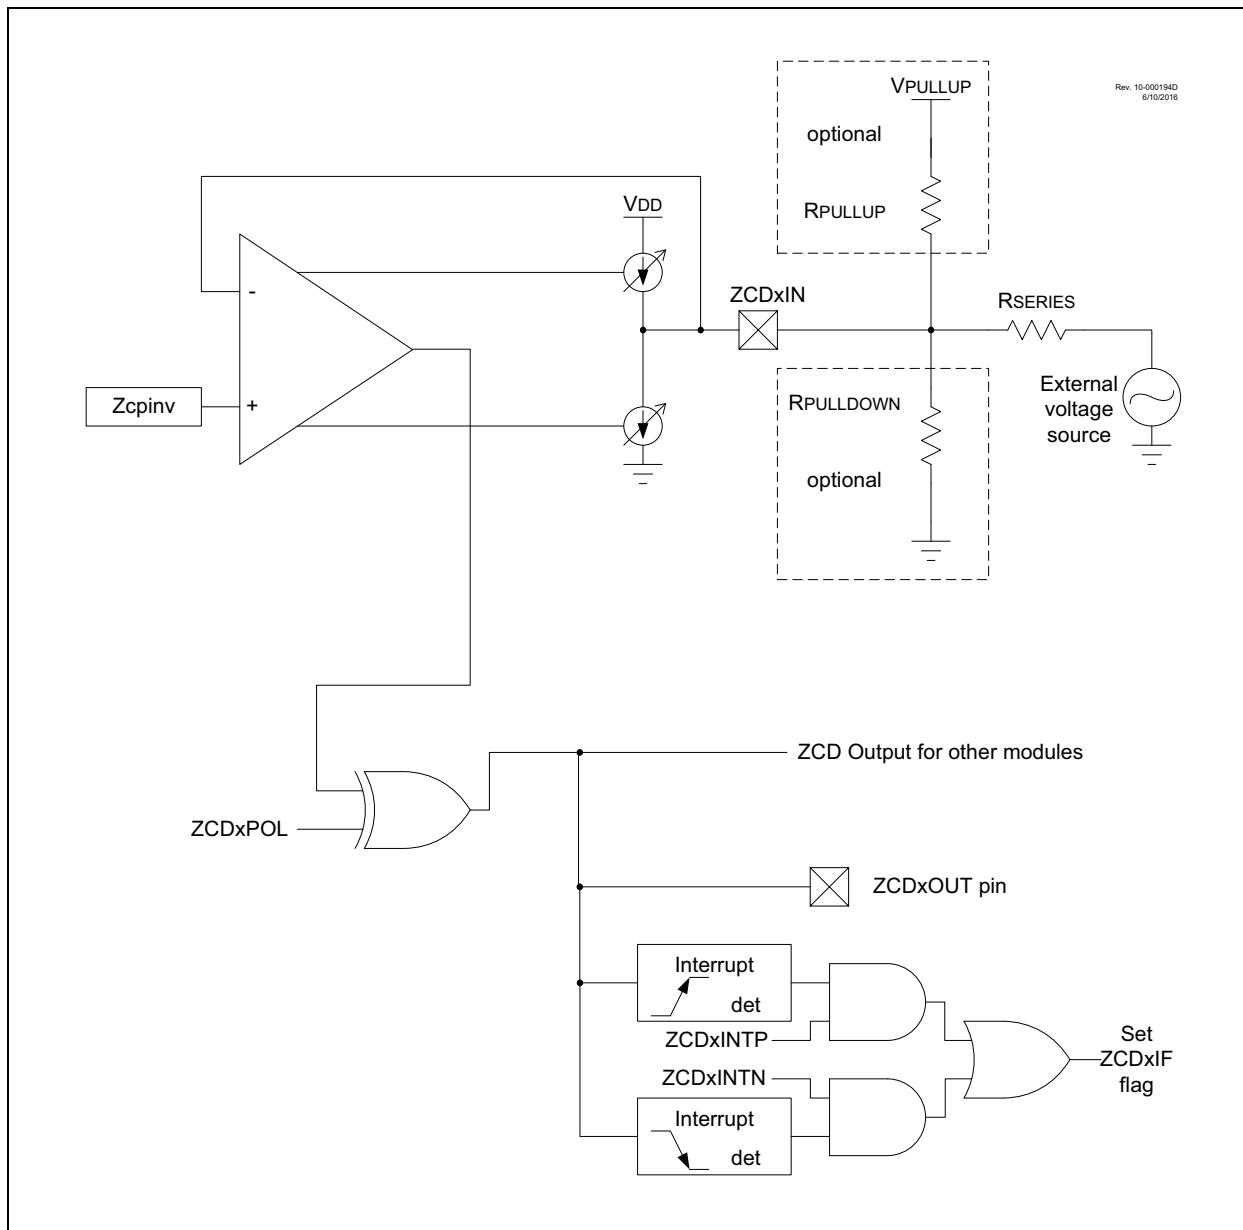 Rev. 10-000194D
6/10/2016
VPULLUP
optional
RPULLUP
VDD
-
ZCDxIN
RSERIES
Zcpinv
+
RPULLDOWN
External
voltage
source
optional
ZCD Output for other modules
ZCDxPOL
ZCDxOUT pin
Interrupt
det
ZCDxINTP
Set
ZCDxIF
flag
ZCDxINTN
Interrupt
det